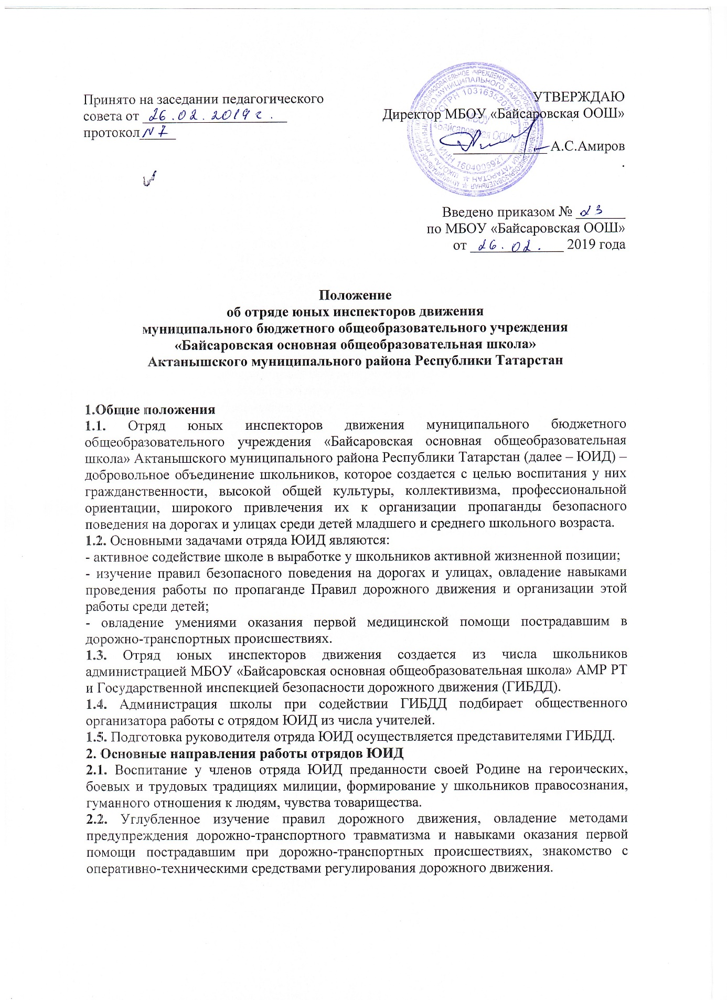 Принято на заседании педагогического
совета от 26.02.2019 г.
протокол N 7
УТВЕРЖДАЮ
Директор МБОУ «Байсаровская ООШ»
А.С.Амиров
.
МБОУ
«Байсаровская ООШ»
ИНН 1604005927
Введено приказом № 23
по МБОУ «Байсаровская ООШ»
от 26.02. 2019 года
Положение
об отряде юных инспекторов движения
муниципального бюджетного общеобразовательного учреждения
«Байсаровская основная общеобразовательная школа»
Актанышского муниципального района Республики Татарстан
1.Общие положения
1.1. Отряд юных инспекторов движения муниципального бюджетного
общеобразовательного учреждения «Байсаровская основная общеобразовательная
школа» Актанышского муниципального района Республики Татарстан (далее – ЮИД) –
добровольное объединение школьников, которое создается с целью воспитания у них
гражданственности, высокой общей культуры, коллективизма, профессиональной
ориентации, широкого привлечения их к организации пропаганды безопасного
поведения на дорогах и улицах среди детей младшего и среднего школьного возраста.
1.2. Основными задачами отряда ЮИД являются:
- активное содействие школе в выработке у школьников активной жизненной позиции;
- изучение правил безопасного поведения на дорогах и улицах, овладение навыками
проведения работы по пропаганде Правил дорожного движения и организации этой
работы среди детей;
- овладение умениями оказания первой медицинской помощи пострадавшим в
дорожно-транспортных происшествиях.
1.3. Отряд юных инспекторов движения создается из числа школьников
администрацией МБОУ «Байсаровская основная общеобразовательная школа» АМР РТ
и Государственной инспекцией безопасности дорожного движения (ГИБДД).
1.4. Администрация школы при содействии ГИБДД подбирает общественного
организатора работы с отрядом ЮИД из числа учителей.
1.5. Подготовка руководителя отряда ЮИД осуществляется представителями ГИБДД.
2. Основные направления работы отрядов ЮИД
2.1. Воспитание у членов отряда ЮИД преданности своей Родине на героических,
боевых и трудовых традициях милиции, формирование у школьников правосознания,
гуманного отношения к людям, чувства товарищества.
2.2. Углубленное изучение правил дорожного движения, овладение методами
предупреждения дорожно-транспортного травматизма и навыками оказания первой
помощи пострадавшим при дорожно-транспортных происшествиях, знакомство с
оперативно-техническими средствами регулирования дорожного движения.